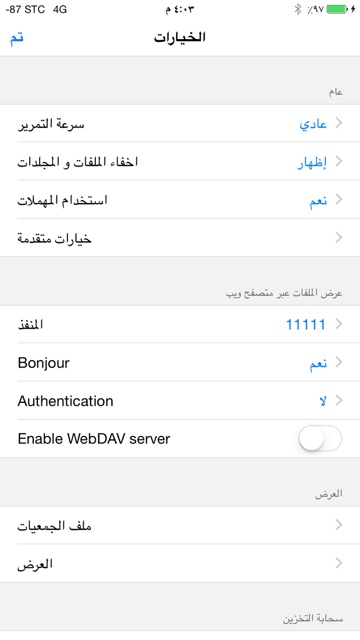 -87 STC 4G ٤:٠٣ م ٪٩٧
تم الخيارات
عام
سرعة التمرير عادي
اخفاء الملفات و المجلدات إظهار
استخدام المهملات نعم
خيارات متقدمة
عرض الملفات عبر متصفح ويب
المنفذ 11111
Bonjour نعم
Authentication لا
Enable WebDAV server
العرض
ملف الجمعيات
العرض
سحابة التخزين